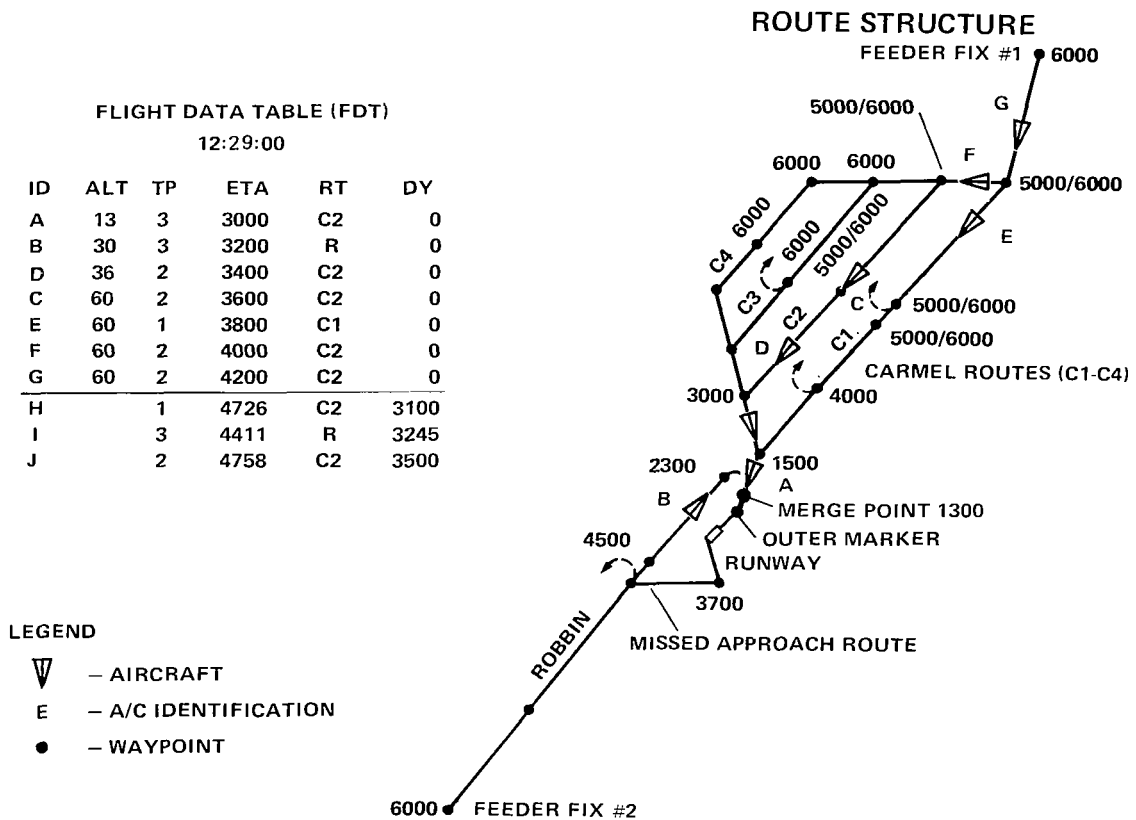 ROUTE STRUCTURE
FEEDER FIX #1
6000
G
5000/6000
F
6000
6000
5000/6000
E
6000
6000
5000/6000
C4
C3
C2
C
5000/6000
5000/6000
C1
D
CARMEL ROUTES (C1-C4)
3000
4000
1500
2300
A
B
MERGE POINT 1300
OUTER MARKER
4500
RUNWAY
3700
MISSED APPROACH ROUTE
ROBBIN
6000
FEEDER FIX #2
FLIGHT DATA TABLE (FDT)
12:29:00
ID ALT TP ETA RT DY
A 13 3 3000 C2 0
B 30 3 3200 R 0
D 36 2 3400 C2 0
C 60 2 3600 C2 0
E 60 1 3800 C1 0
F 60 2 4000 C2 0
G 60 2 4200 C2 0
H 1 4726 C2 3100
I 3 4411 R 3245
J 2 4758 C2 3500
LEGEND
– AIRCRAFT
E – A/C IDENTIFICATION
– WAYPOINT